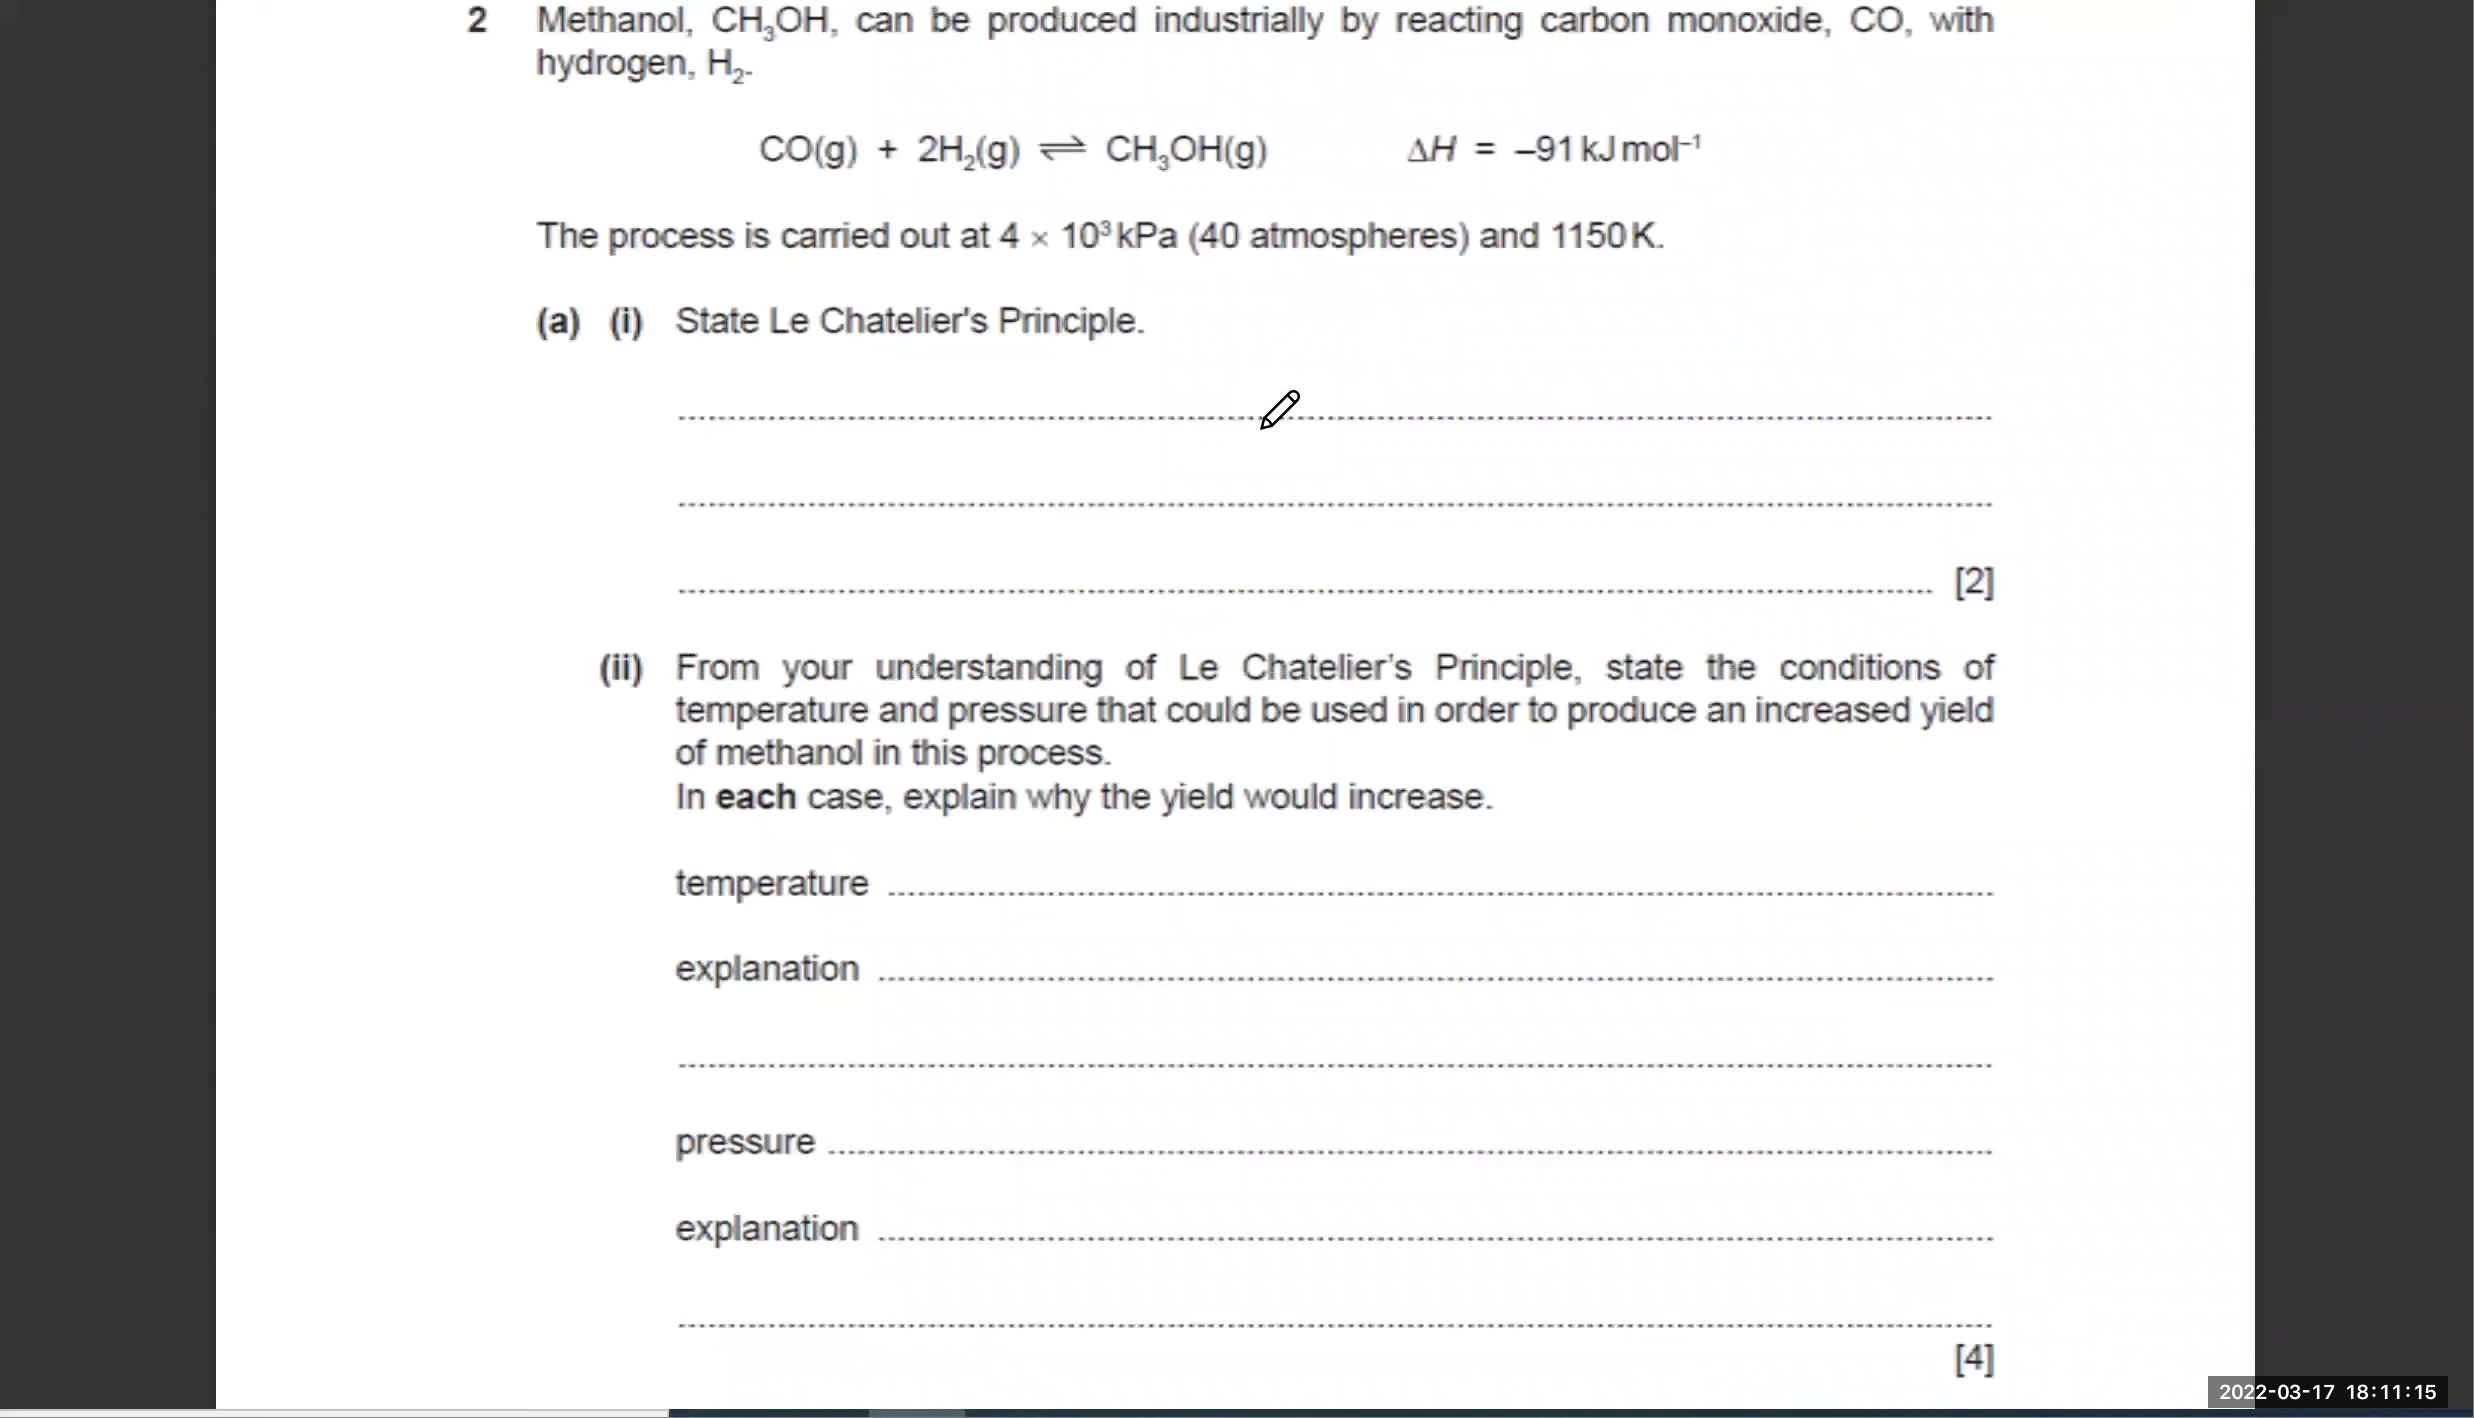 2 Methanol, CH₃OH, can be produced industrially by reacting carbon monoxide, CO, with
hydrogen, H₂.
CO(g) + 2H₂(g) ⇌ CH₃OH(g) ΔH = –91 kJ mol⁻¹
The process is carried out at 4 × 10³ kPa (40 atmospheres) and 1150 K.
(a) (i) State Le Chatelier's Principle.
[2]
(ii) From your understanding of Le Chatelier's Principle, state the conditions of
temperature and pressure that could be used in order to produce an increased yield
of methanol in this process.
In each case, explain why the yield would increase.
temperature
explanation
pressure
explanation
[4]
2022-03-17 18:11:15